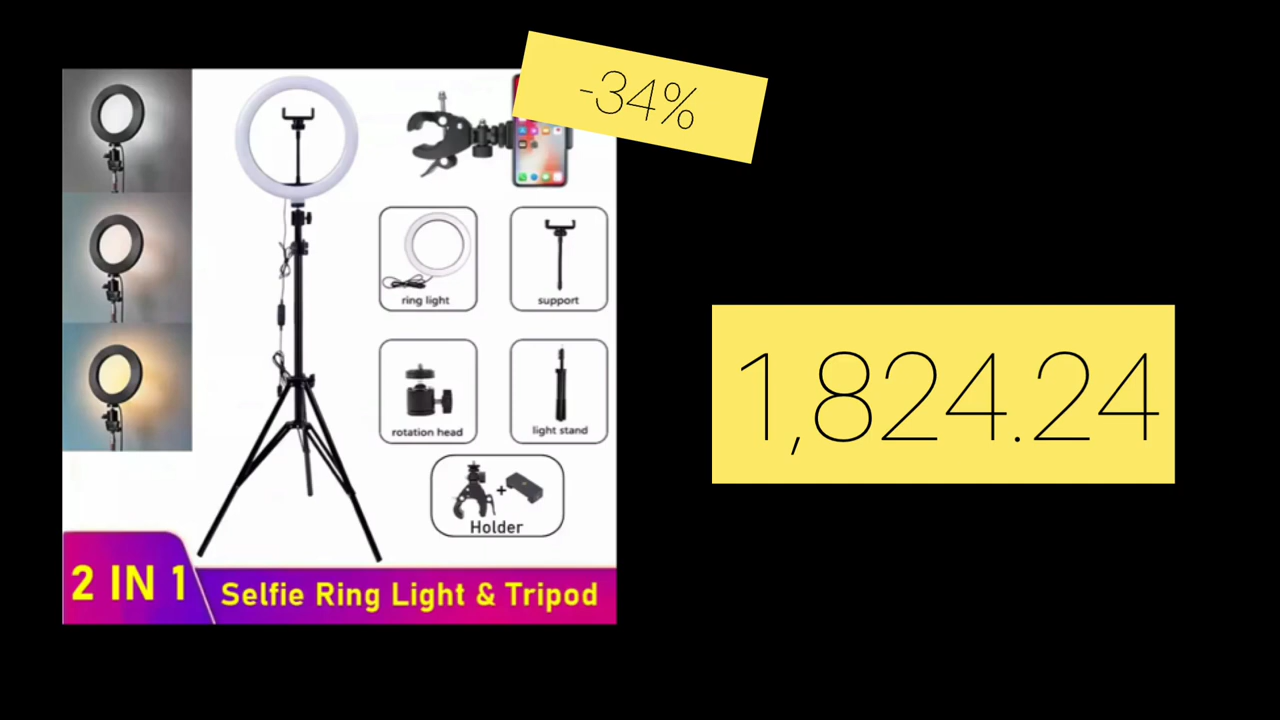 -34%
ring light
support
rotation head
light stand
+
Holder
2 IN 1
Selfie Ring Light & Tripod
1,824.24